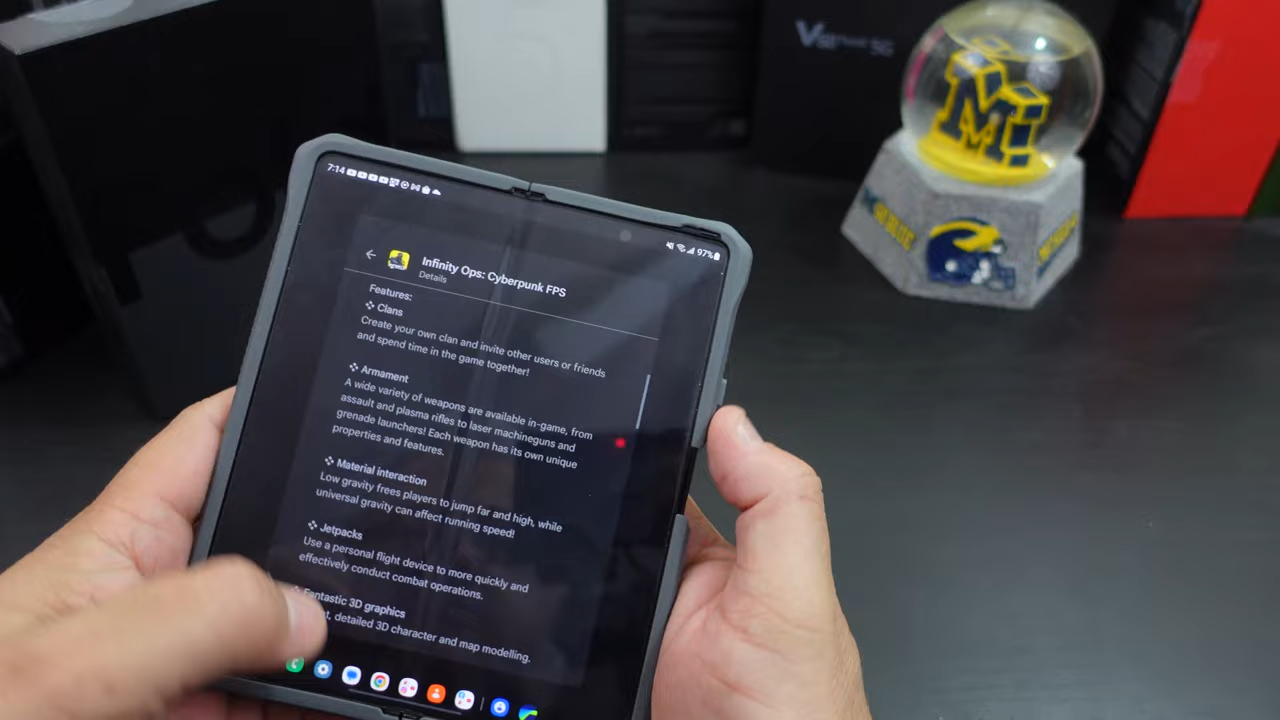 7:14
97%
Infinity Ops: Cyberpunk FPS
Details
Features:
Clans
Create your own clan and invite other users or friends
and spend time in the game together!
Armament
A wide variety of weapons are available in-game, from
assault and plasma rifles to laser machineguns and
grenade launchers! Each weapon has its own unique
properties and features.
Material interaction
Low gravity frees players to jump far and high, while
universal gravity can affect running speed!
Jetpacks
Use a personal flight device to more quickly and
effectively conduct combat operations.
Fantastic 3D graphics
detailed 3D character and map modelling.
5G
M